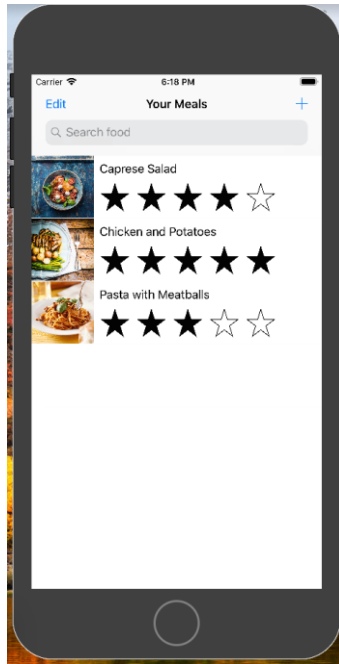 Carrier 6:18 PM
Edit Your Meals +
Search food
Caprese Salad
Chicken and Potatoes
Pasta with Meatballs